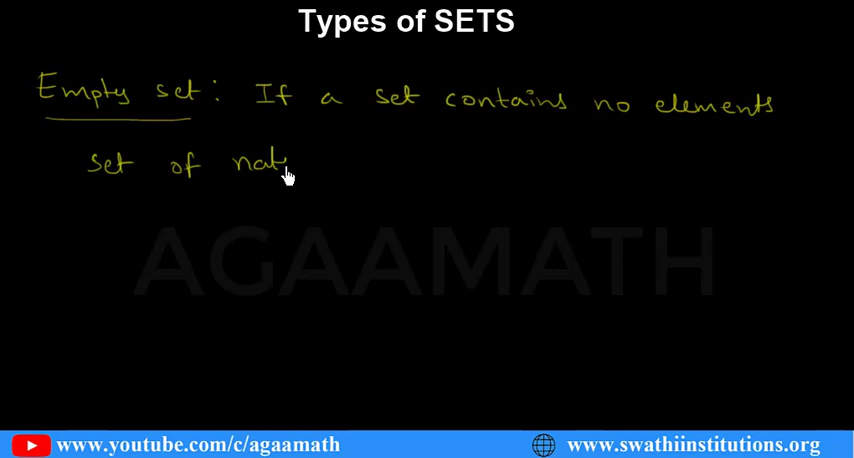 Types of SETS
Empty set: If a set contains no elements
set of nat
AGAAMATH
www.youtube.com/c/agaamath
www.swathiinstitutions.org